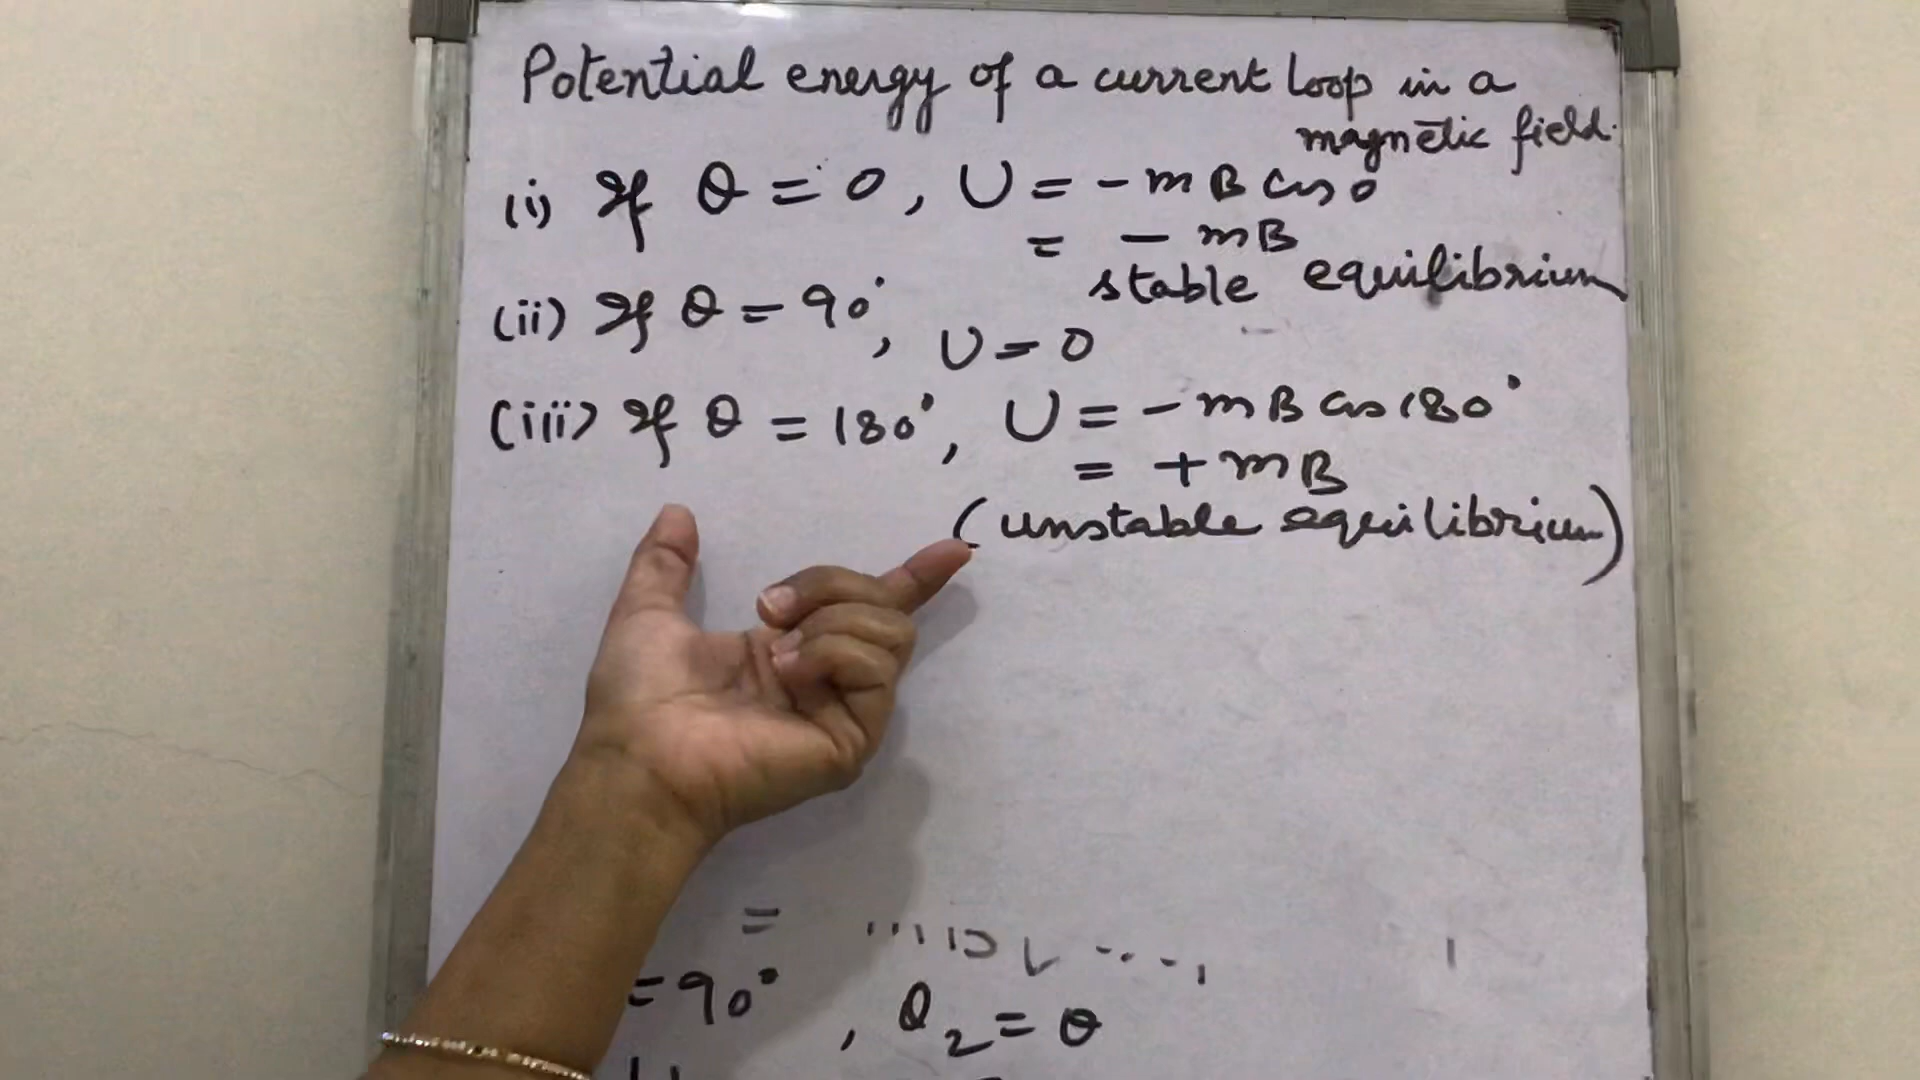 Potential energy of a current loop in a
magnetic field.
(i) If θ = 0, U = - mB cos 0
= - mB
stable equilibrium
(ii) If θ = 90°, U = 0
(iii) If θ = 180°, U = - mB cos 180°
= + mB
(unstable equilibrium)
=
= 90°, θ₂ = θ